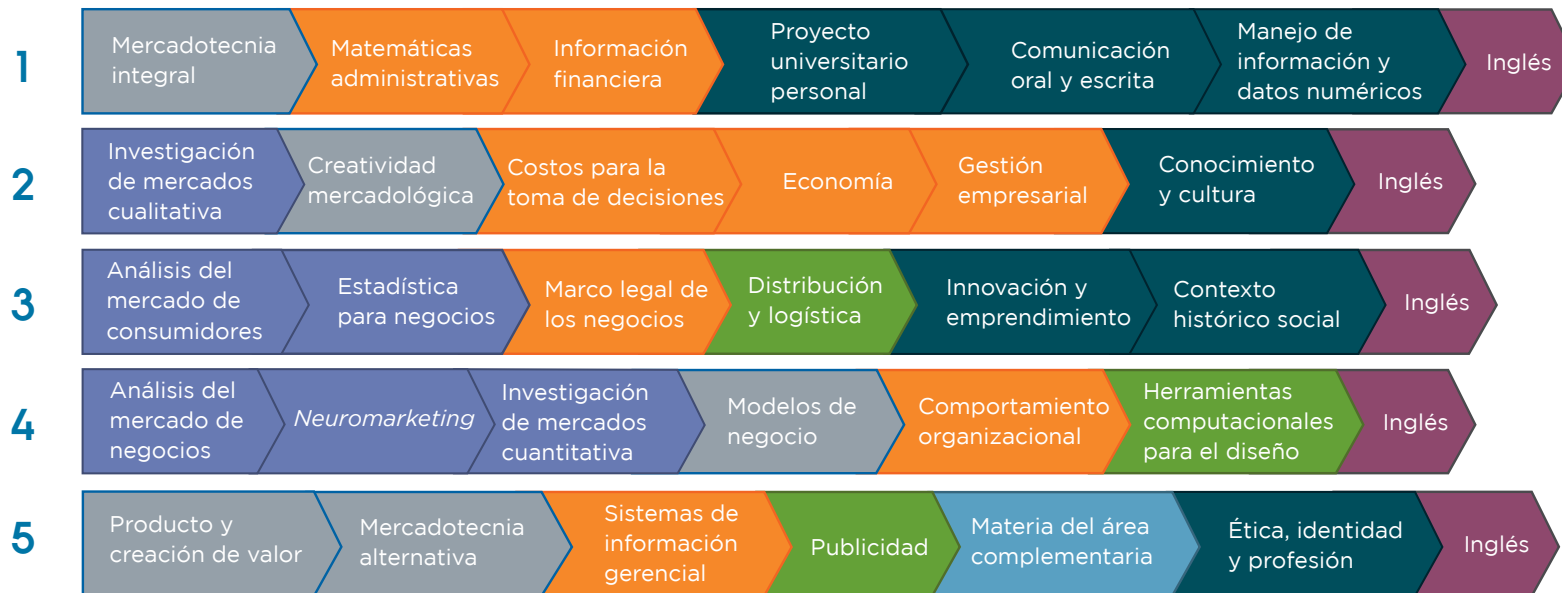 1
Mercadotecnia
integral
Matemáticas
administrativas
Información
financiera
Proyecto
universitario
personal
Comunicación
oral y escrita
Manejo de
información y
datos numéricos
Inglés
2
Investigación
de mercados
cualitativa
Creatividad
mercadológica
Costos para la
toma de decisiones
Economía
Gestión
empresarial
Conocimiento
y cultura
Inglés
3
Análisis del
mercado de
consumidores
Estadística
para negocios
Marco legal de
los negocios
Distribución
y logística
Innovación y
emprendimiento
Contexto
histórico social
Inglés
4
Análisis del
mercado de
negocios
Neuromarketing
Investigación
de mercados
cuantitativa
Modelos de
negocio
Comportamiento
organizacional
Herramientas
computacionales
para el diseño
Inglés
5
Producto y
creación de valor
Mercadotecnia
alternativa
Sistemas de
información
gerencial
Publicidad
Materia del área
complementaria
Ética, identidad
y profesión
Inglés